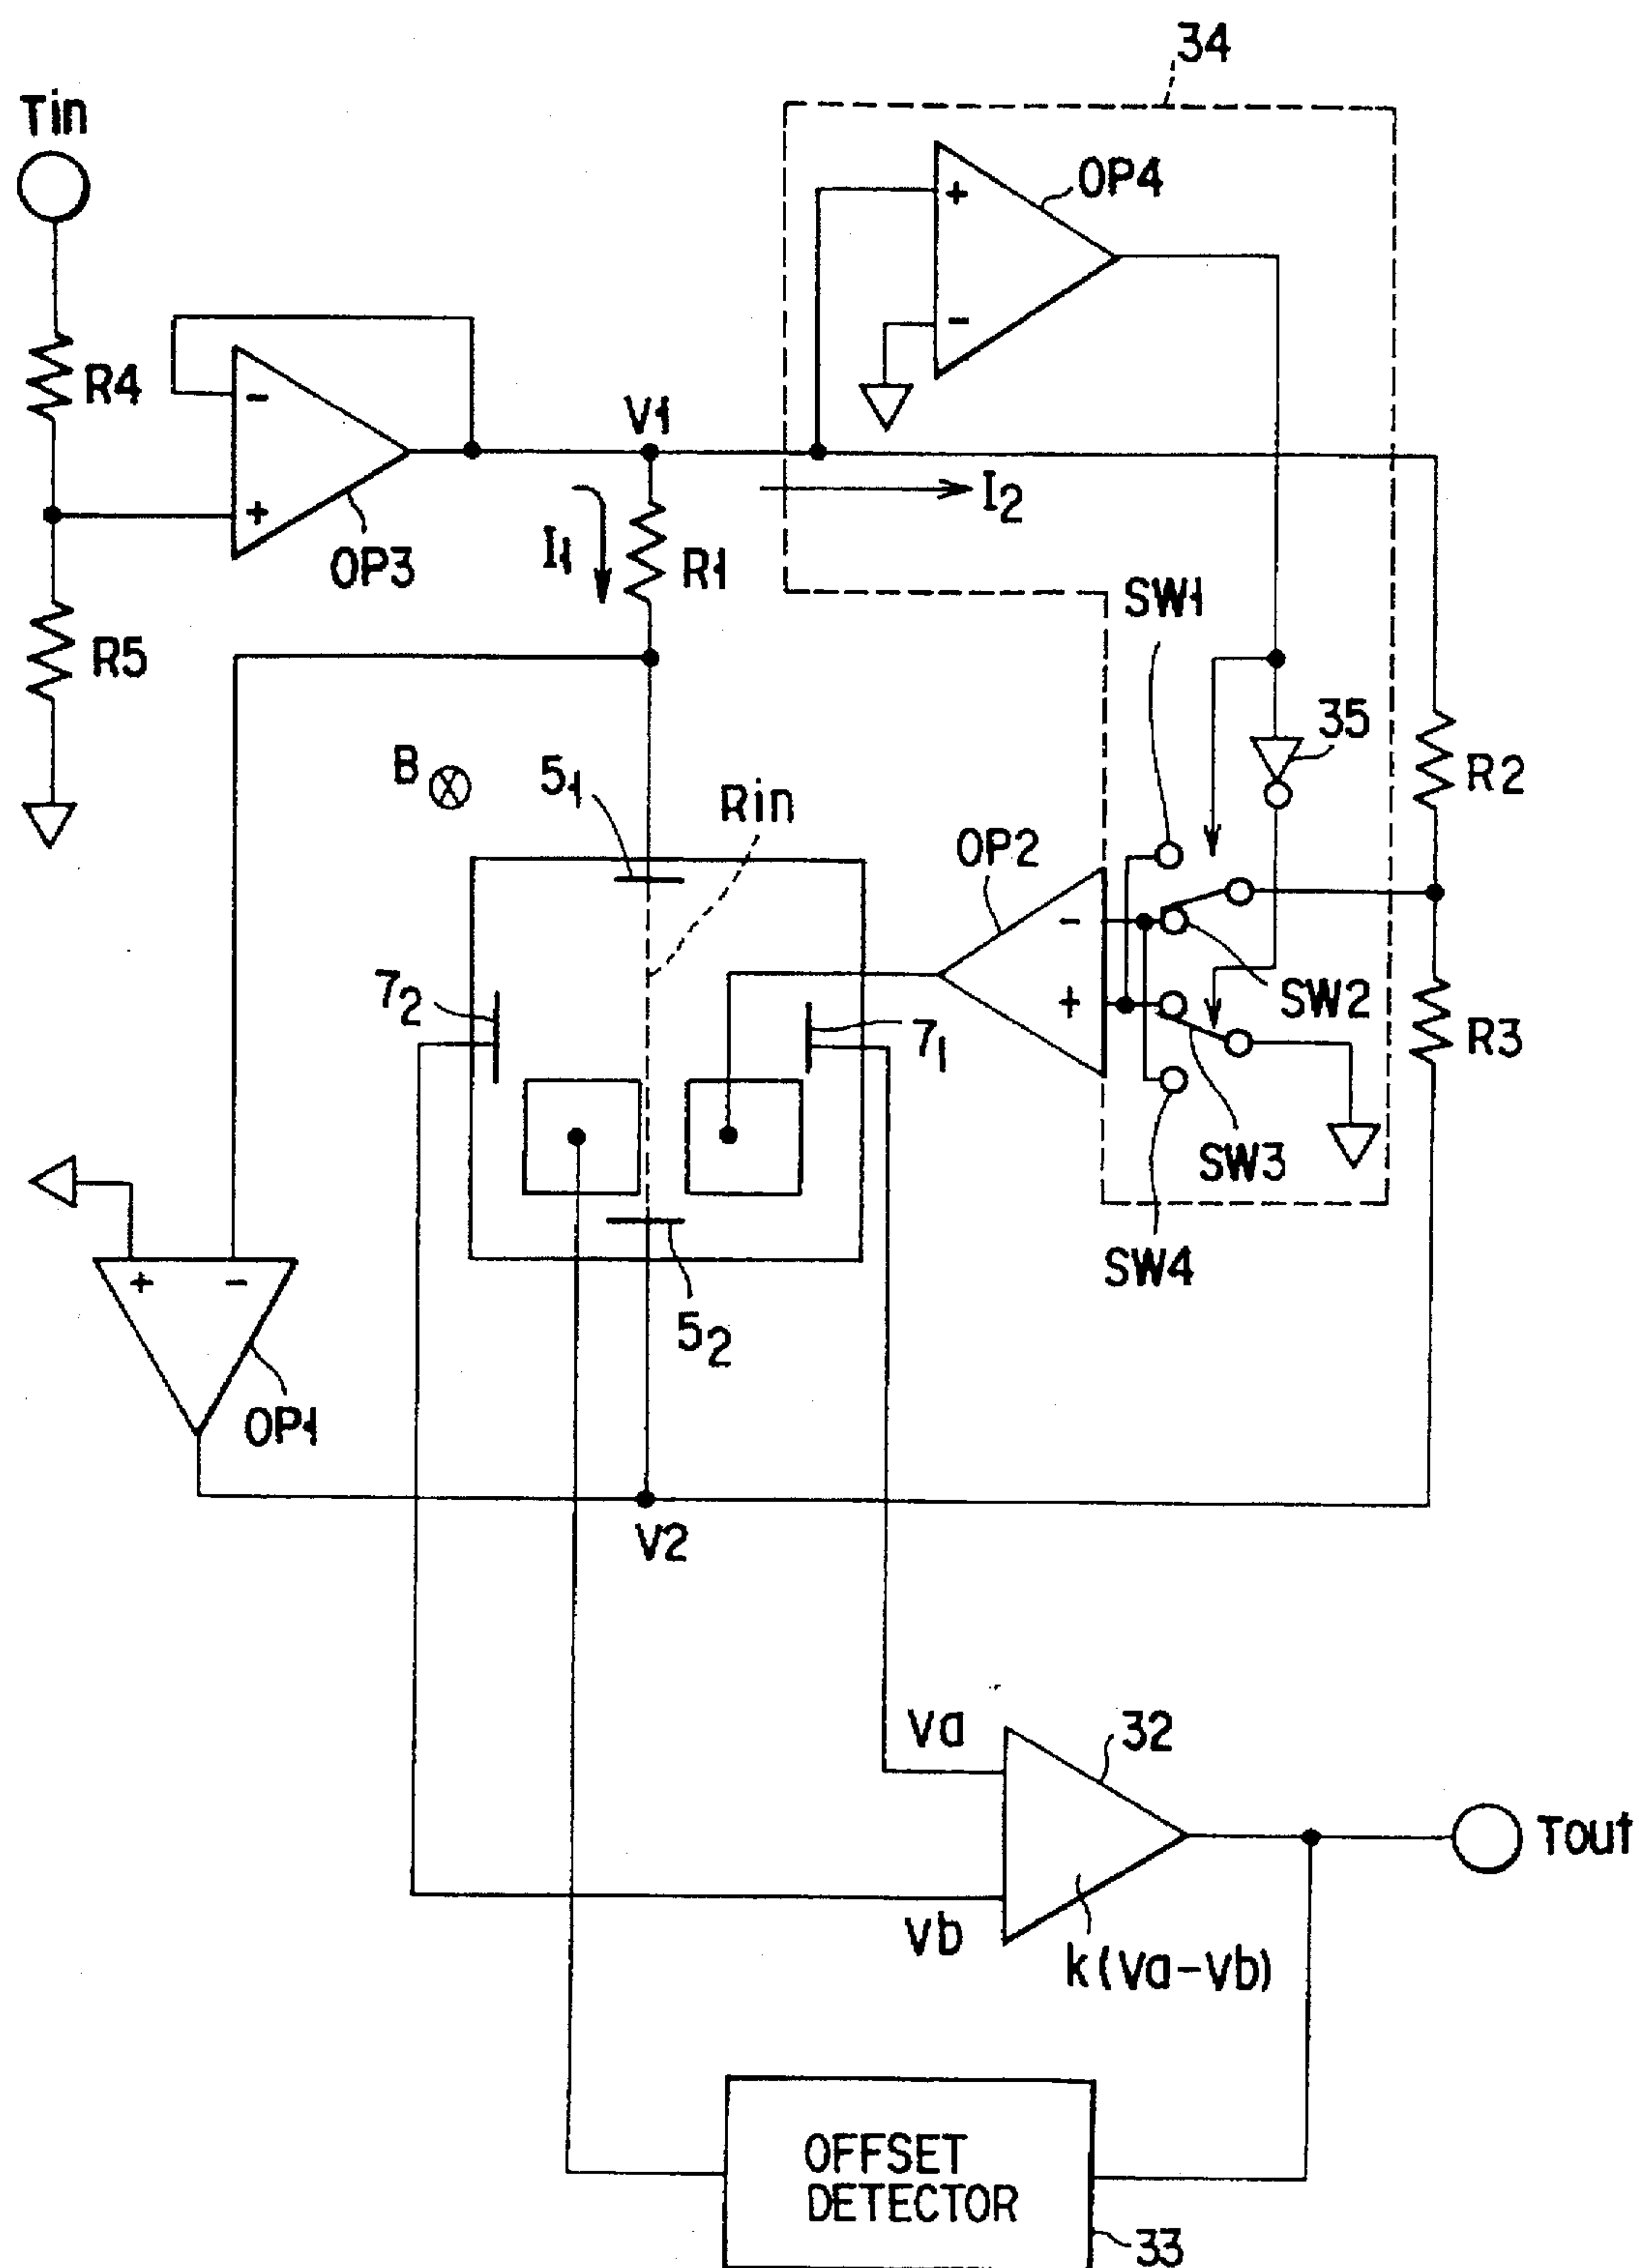 34
Tin
OP4
+
-
R4
-
V1
+
I2
I1
R1
OP3
SW1
R5
35
B
51
Rin
R2
OP2
-
72
SW2
+
71
R3
SW3
SW4
+ -
52
OP1
V2
Va
32
Tout
Vb
k(Va-Vb)
OFFSET
DETECTOR
33